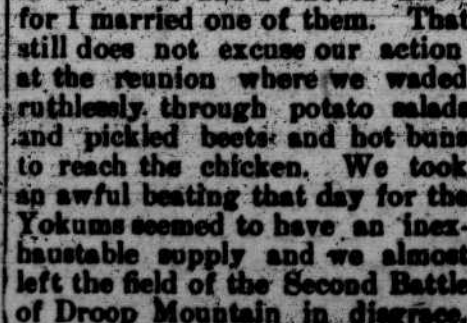 for I married one of them. That
still does not excuse our action
at the reunion where we waded
ruthlessly through potato salads
and pickled beets and hot buns
to reach the chicken. We took
an awful beating that day for the
Yokums seemed to have an inex-
haustable supply and we almost
left the field of the Second Battle
of Droop Mountain in disgrace.